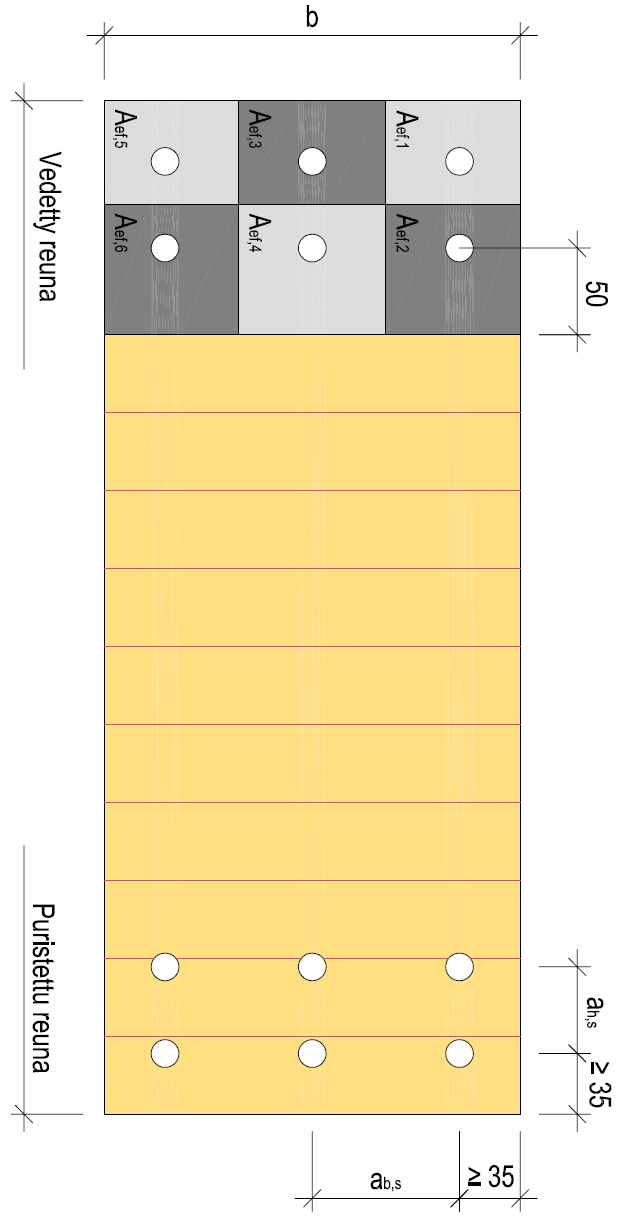 b
Aef,5
Aef,3
Aef,1
Aef,6
Aef,4
Aef,2
Vedetty reuna
50
Puristettu reuna
ah,s
≥ 35
ab,s
≥ 35